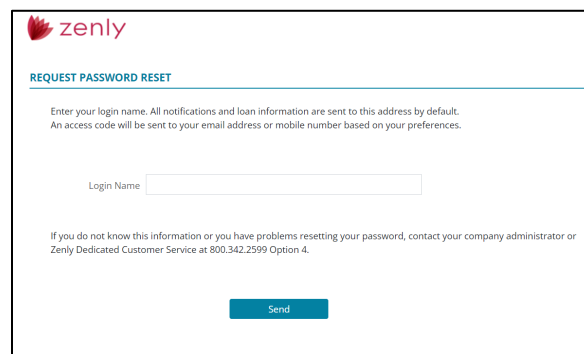 zenly
REQUEST PASSWORD RESET
Enter your login name. All notifications and loan information are sent to this address by default.
An access code will be sent to your email address or mobile number based on your preferences.
Login Name
If you do not know this information or you have problems resetting your password, contact your company administrator or
Zenly Dedicated Customer Service at 800.342.2599 Option 4.
Send